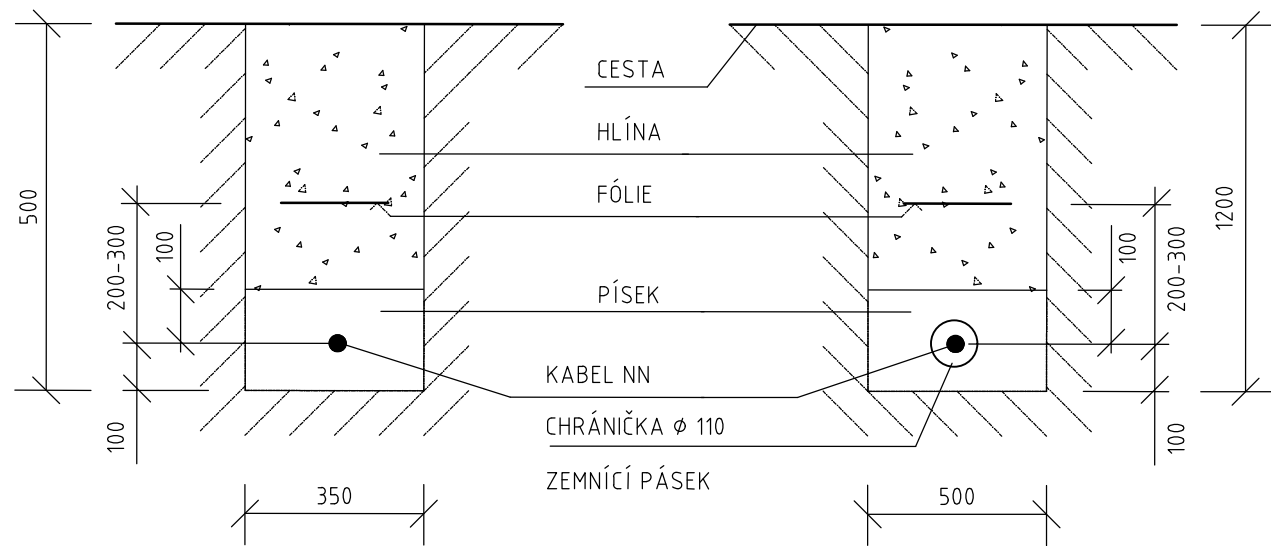 CESTA
HLÍNA
FÓLIE
PÍSEK
KABEL NN
CHRÁNIČKA ϕ 110
ZEMNÍCÍ PÁSEK
500
200-300
100
100
350
1200
100
200-300
100
500